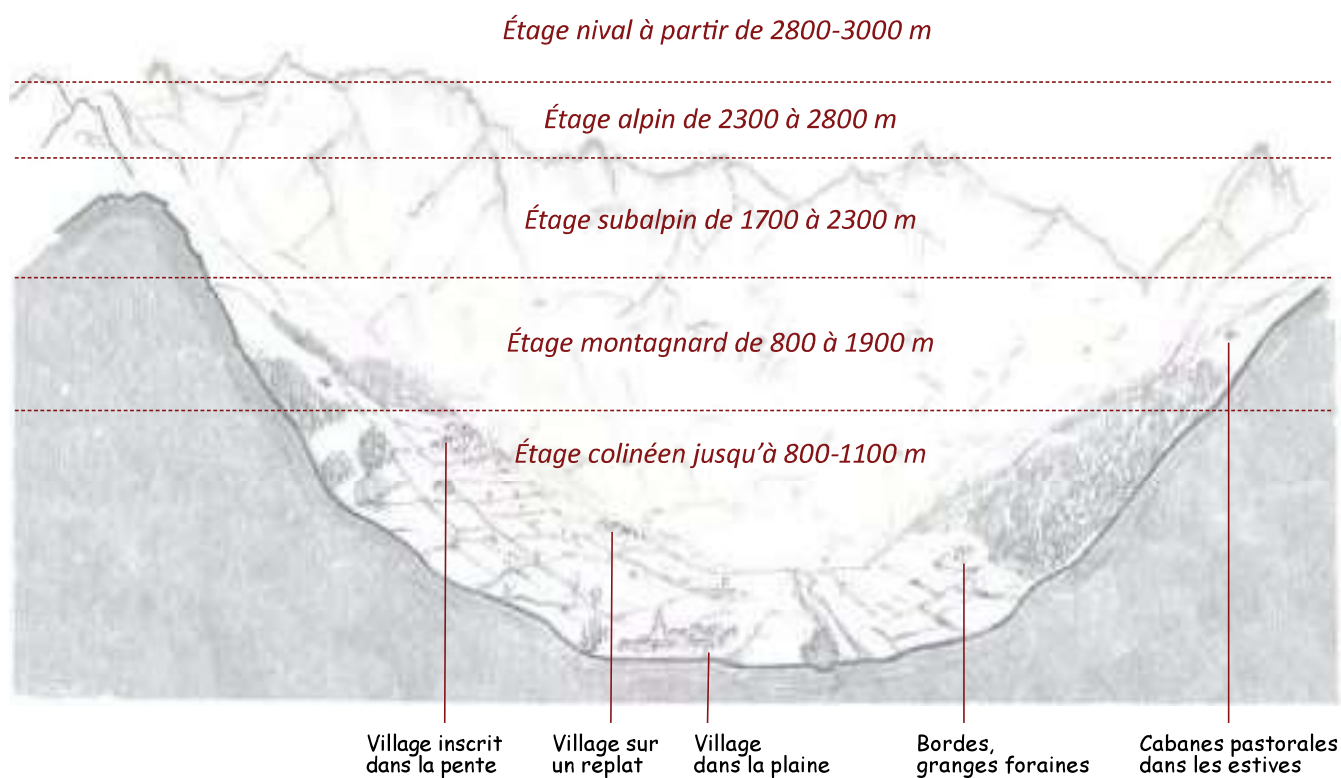 Étage nival à partir de 2800-3000 m
Étage alpin de 2300 à 2800 m
Étage subalpin de 1700 à 2300 m
Étage montagnard de 800 à 1900 m
Étage colinéen jusqu'à 800-1100 m
Village inscrit
dans la pente
Village sur
un replat
Village
dans la plaine
Bordes,
granges foraines
Cabanes pastorales
dans les estives